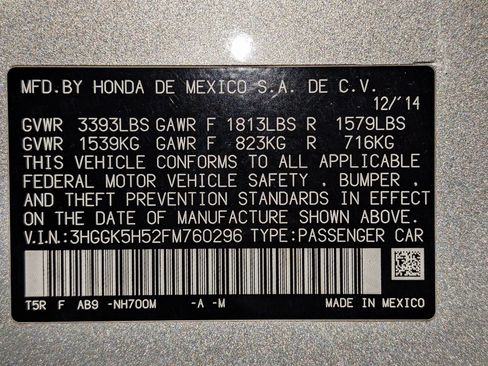 MFD.BY HONDA DE MEXICO S.A. DE C.V.
12/'14
GVWR 3393LBS GAWR F 1813LBS R 1579LBS
GVWR 1539KG GAWR F 823KG R 716KG
THIS VEHICLE CONFORMS TO ALL APPLICABLE
FEDERAL MOTOR VEHICLE SAFETY , BUMPER ,
AND THEFT PREVENTION STANDARDS IN EFFECT
ON THE DATE OF MANUFACTURE SHOWN ABOVE.
V.I.N.:3HGGK5H52FM760296 TYPE:PASSENGER CAR
T5R F AB9 -NH700M -A -M MADE IN MEXICO